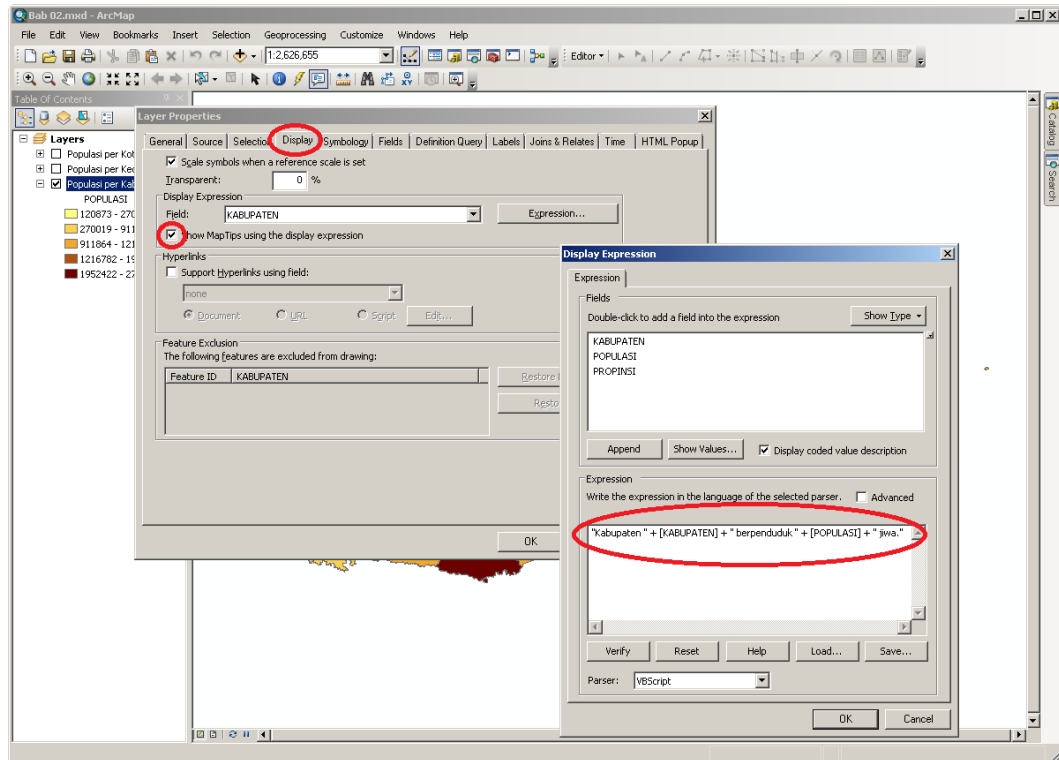 Bab 02.mxd - ArcMap
File Edit View Bookmarks Insert Selection Geoprocessing Customize Windows Help
1:2,626,655
Editor
Table Of Contents
Layers
Populasi per
Populasi per
Populasi per
POPULASI
120873 - 270
270019 - 911
911864 - 121
1216782 - 19
1952422 - 27
Catalog
Search
Layer Properties
General Source Selection Display Symbology Fields Definition Query Labels Joins & Relates Time HTML Popup
Scale symbols when a reference scale is set
Transparent: 0 %
Display Expression
Field: KABUPATEN Expression...
Show MapTips using the display expression
Hyperlinks
Support Hyperlinks using field:
none
Document URL Script Edit...
Feature Exclusion
The following features are excluded from drawing:
Feature ID KABUPATEN
Restore
OK
Display Expression
Expression
Fields
Double-click to add a field into the expression Show Type
KABUPATEN
POPULASI
PROPINSI
Append Show Values... Display coded value description
Expression
Write the expression in the language of the selected parser. Advanced
"Kabupaten " + [KABUPATEN] + " berpenduduk " + [POPULASI] + " jiwa."
Verify Reset Help Load... Save...
Parser: VBScript
OK Cancel